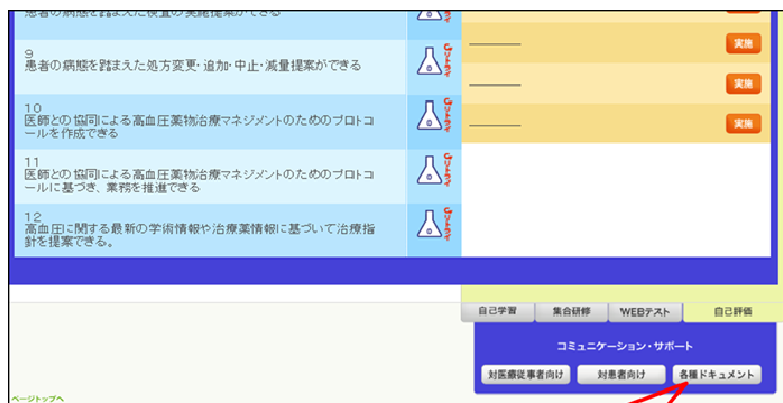 患者の病態を踏まえた検査の実施提案ができる
実施
9
患者の病態を踏まえた処方変更・追加・中止・減量提案ができる
実施
10
医師との協同による高血圧薬物治療マネジメントのためのプロトコ
ールを作成できる
実施
11
医師との協同による高血圧薬物治療マネジメントのためのプロトコ
ールに基づき、業務を推進できる
12
高血圧に関する最新の学術情報や治療薬情報に基づいて治療指
針を提案できる。
自己学習 集合研修 WEBテスト 自己評価
コミュニケーション・サポート
対医療従事者向け 対患者向け 各種ドキュメント
ページトップへ